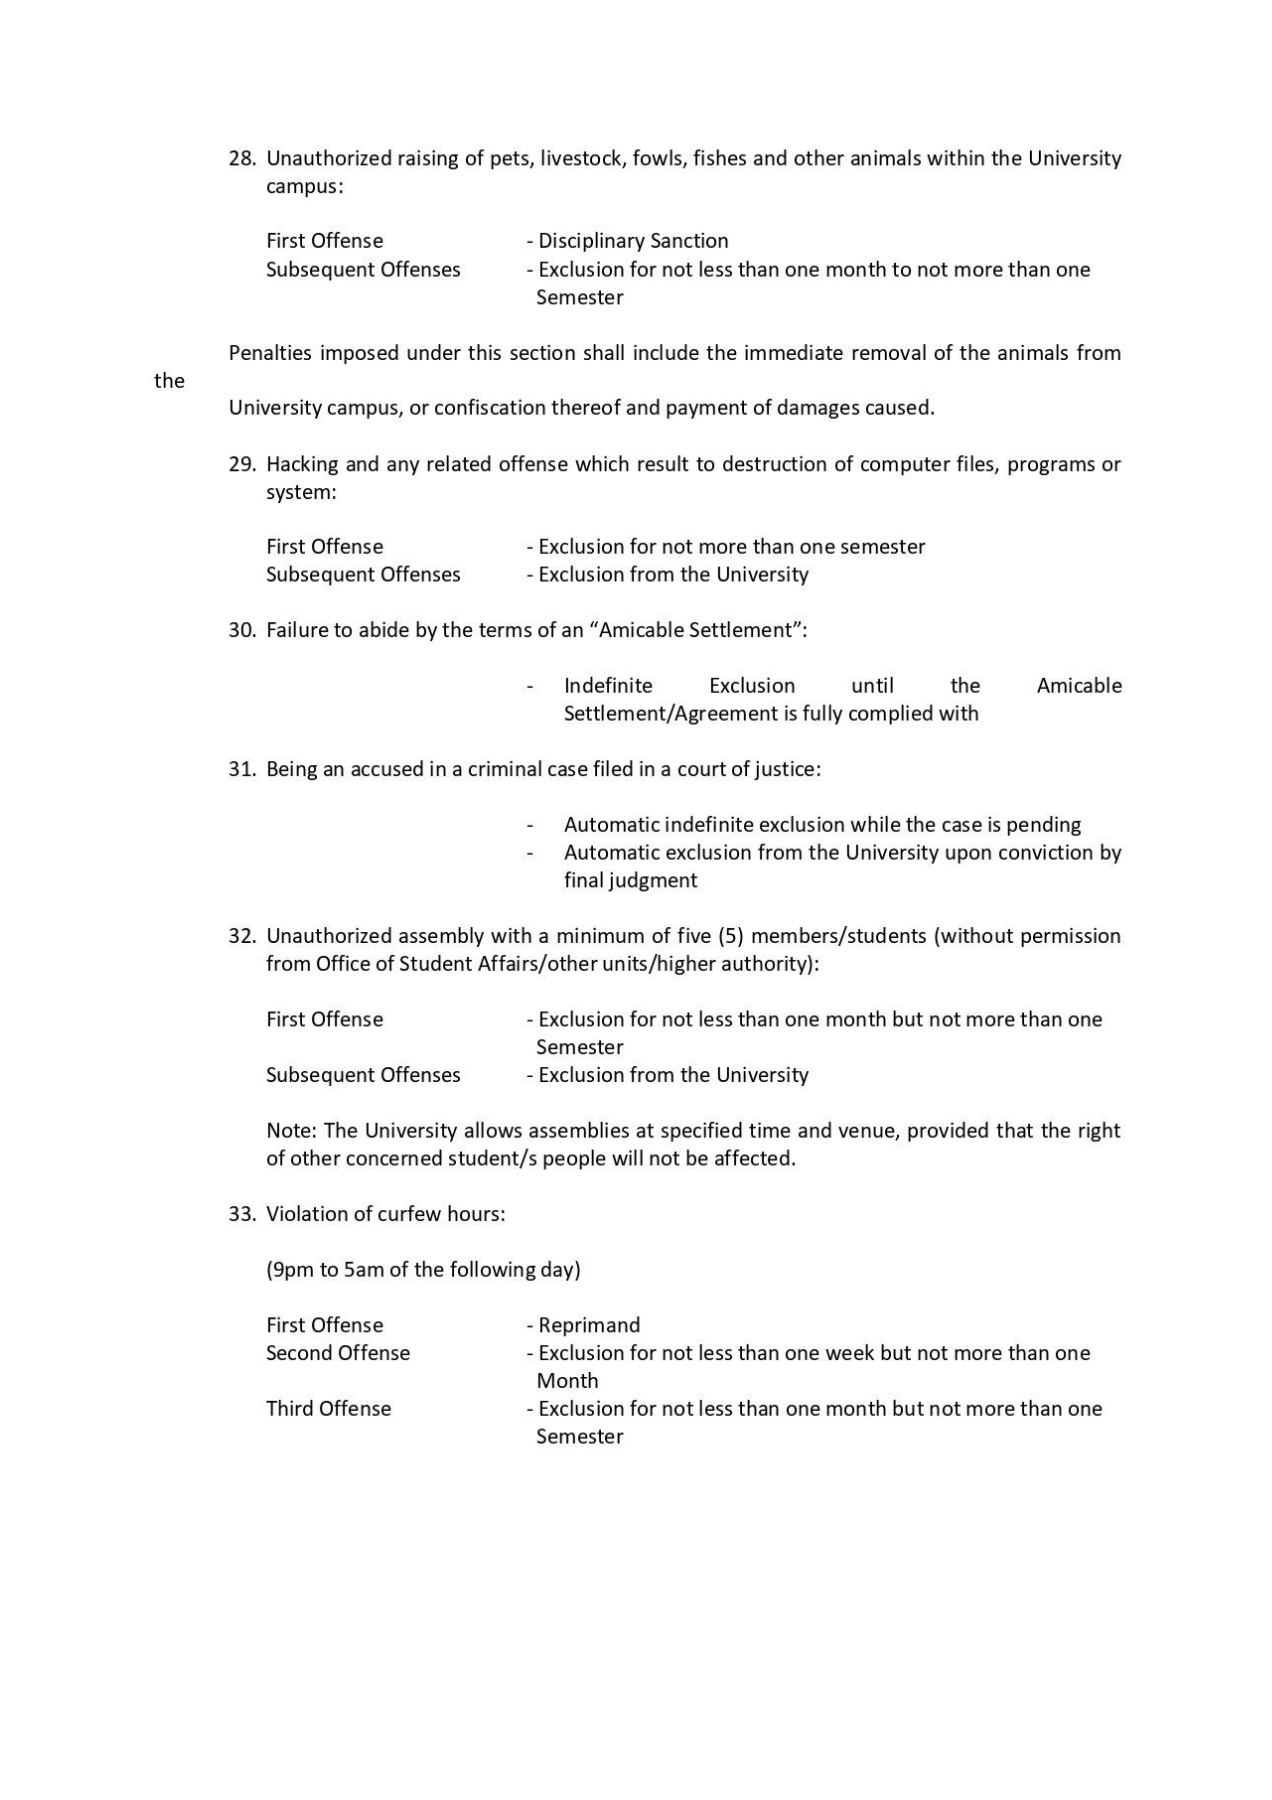 28. Unauthorized raising of pets, livestock, fowls, fishes and other animals within the University
campus:
First Offense - Disciplinary Sanction
Subsequent Offenses - Exclusion for not less than one month to not more than one
Semester
Penalties imposed under this section shall include the immediate removal of the animals from
the
University campus, or confiscation thereof and payment of damages caused.
29. Hacking and any related offense which result to destruction of computer files, programs or
system:
First Offense - Exclusion for not more than one semester
Subsequent Offenses - Exclusion from the University
30. Failure to abide by the terms of an “Amicable Settlement”:
- Indefinite Exclusion until the Amicable
Settlement/Agreement is fully complied with
31. Being an accused in a criminal case filed in a court of justice:
- Automatic indefinite exclusion while the case is pending
- Automatic exclusion from the University upon conviction by
final judgment
32. Unauthorized assembly with a minimum of five (5) members/students (without permission
from Office of Student Affairs/other units/higher authority):
First Offense - Exclusion for not less than one month but not more than one
Semester
Subsequent Offenses - Exclusion from the University
Note: The University allows assemblies at specified time and venue, provided that the right
of other concerned student/s people will not be affected.
33. Violation of curfew hours:
(9pm to 5am of the following day)
First Offense - Reprimand
Second Offense - Exclusion for not less than one week but not more than one
Month
Third Offense - Exclusion for not less than one month but not more than one
Semester